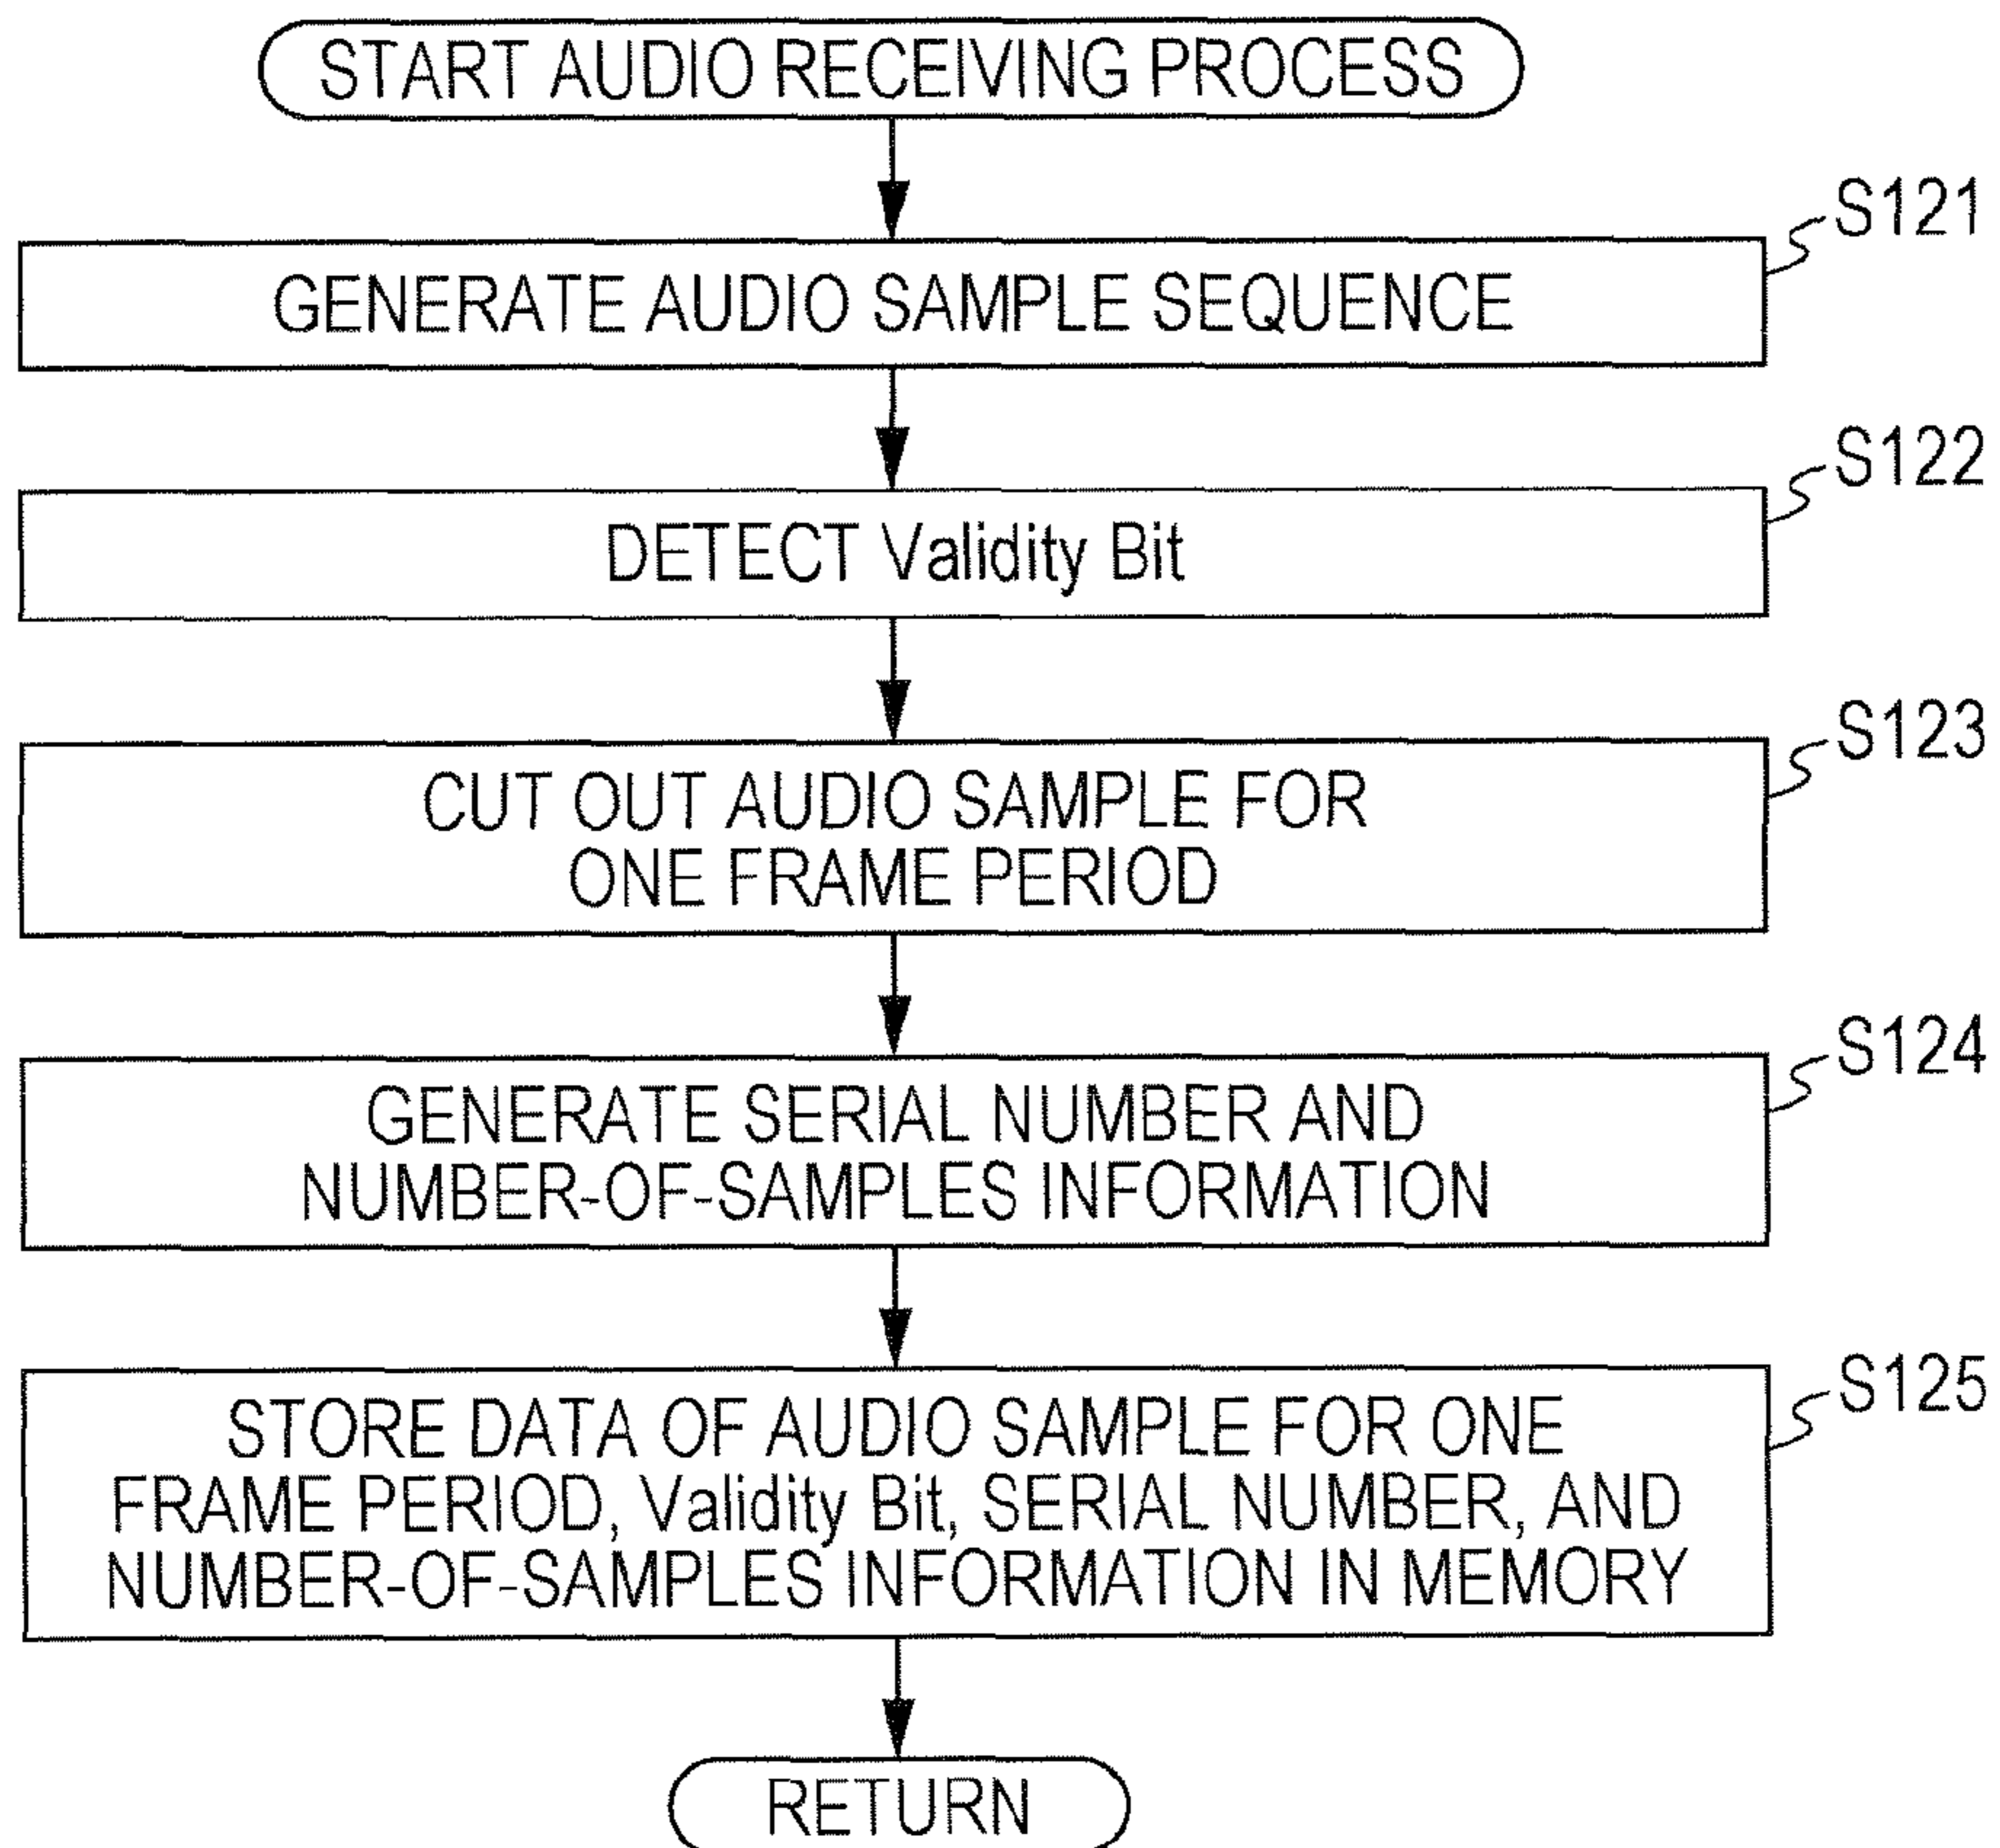 START AUDIO RECEIVING PROCESS
S121
GENERATE AUDIO SAMPLE SEQUENCE
S122
DETECT Validity Bit
S123
CUT OUT AUDIO SAMPLE FOR
ONE FRAME PERIOD
S124
GENERATE SERIAL NUMBER AND
NUMBER-OF-SAMPLES INFORMATION
S125
STORE DATA OF AUDIO SAMPLE FOR ONE
FRAME PERIOD, Validity Bit, SERIAL NUMBER, AND
NUMBER-OF-SAMPLES INFORMATION IN MEMORY
RETURN